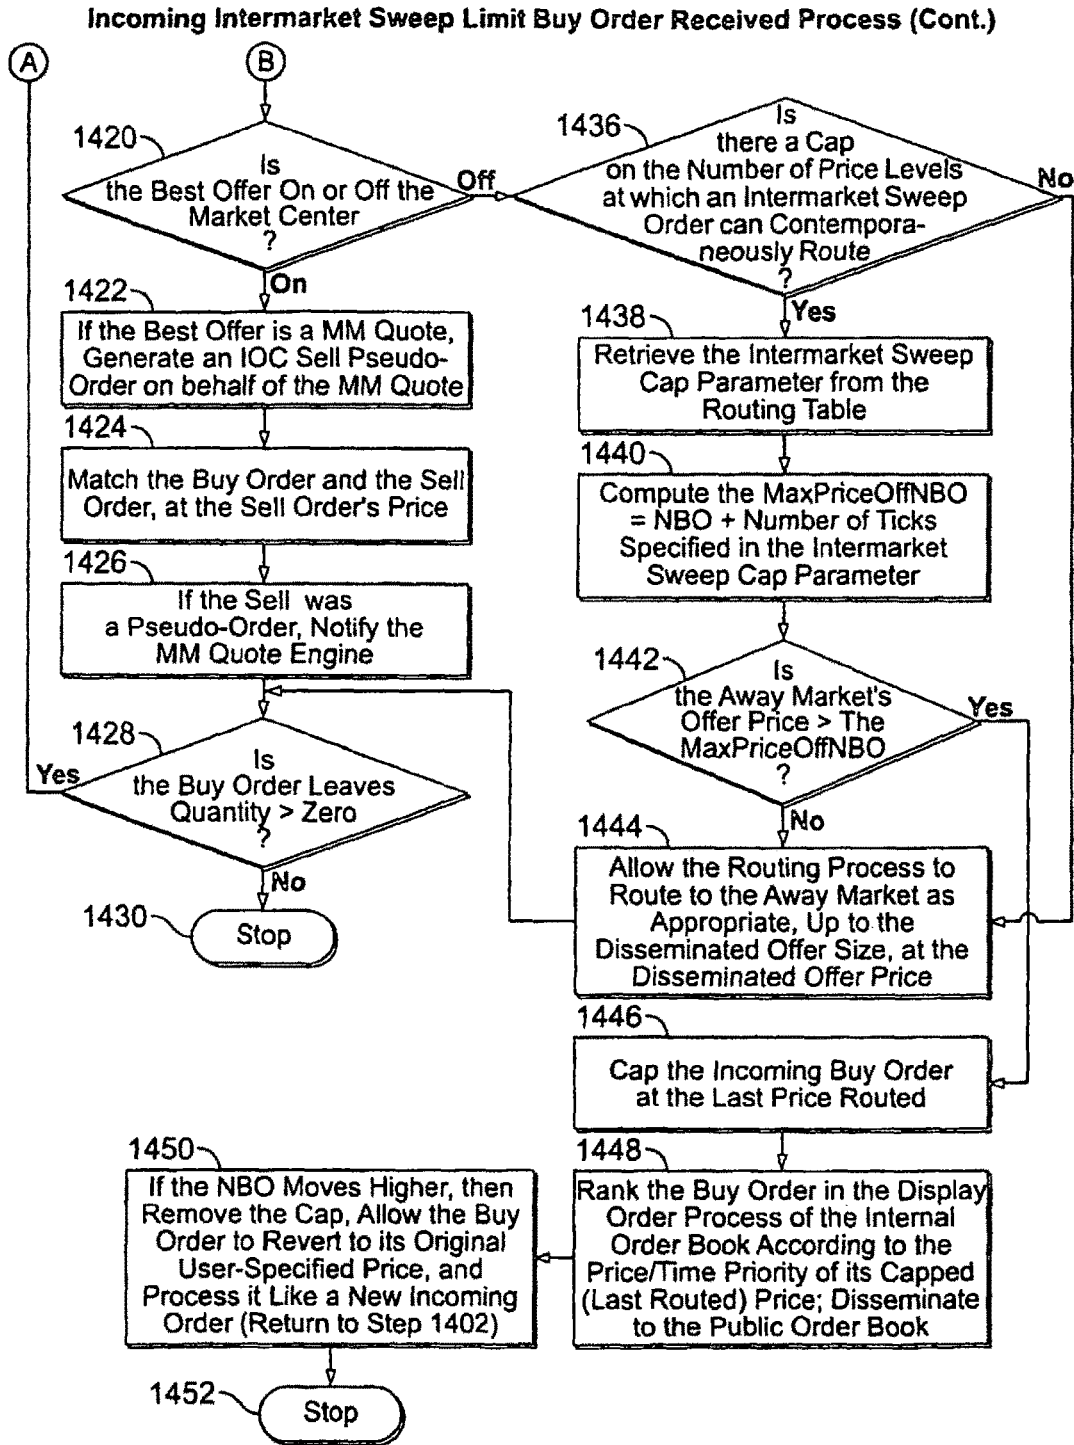 Incoming Intermarket Sweep Limit Buy Order Received Process (Cont.)
A
B
1420
Is
the Best Offer On or Off the
Market Center
?
Off
On
1422
If the Best Offer is a MM Quote,
Generate an IOC Sell Pseudo-
Order on behalf of the MM Quote
1424
Match the Buy Order and the Sell
Order, at the Sell Order's Price
1426
If the Sell was
a Pseudo-Order, Notify the
MM Quote Engine
1428
Yes
Is
the Buy Order Leaves
Quantity > Zero
?
No
1430
Stop
1436
Is
there a Cap
on the Number of Price Levels
at which an Intermarket Sweep
Order can Contempora-
neously Route
?
No
Yes
1438
Retrieve the Intermarket Sweep
Cap Parameter from the
Routing Table
1440
Compute the MaxPriceOffNBO
= NBO + Number of Ticks
Specified in the Intermarket
Sweep Cap Parameter
1442
Is
the Away Market's
Offer Price > The
MaxPriceOffNBO
?
Yes
No
1444
Allow the Routing Process to
Route to the Away Market as
Appropriate, Up to the
Disseminated Offer Size, at the
Disseminated Offer Price
1446
Cap the Incoming Buy Order
at the Last Price Routed
1448
Rank the Buy Order in the Display
Order Process of the Internal
Order Book According to the
Price/Time Priority of its Capped
(Last Routed) Price; Disseminate
to the Public Order Book
1450
If the NBO Moves Higher, then
Remove the Cap, Allow the Buy
Order to Revert to its Original
User-Specified Price, and
Process it Like a New Incoming
Order (Return to Step 1402)
1452
Stop